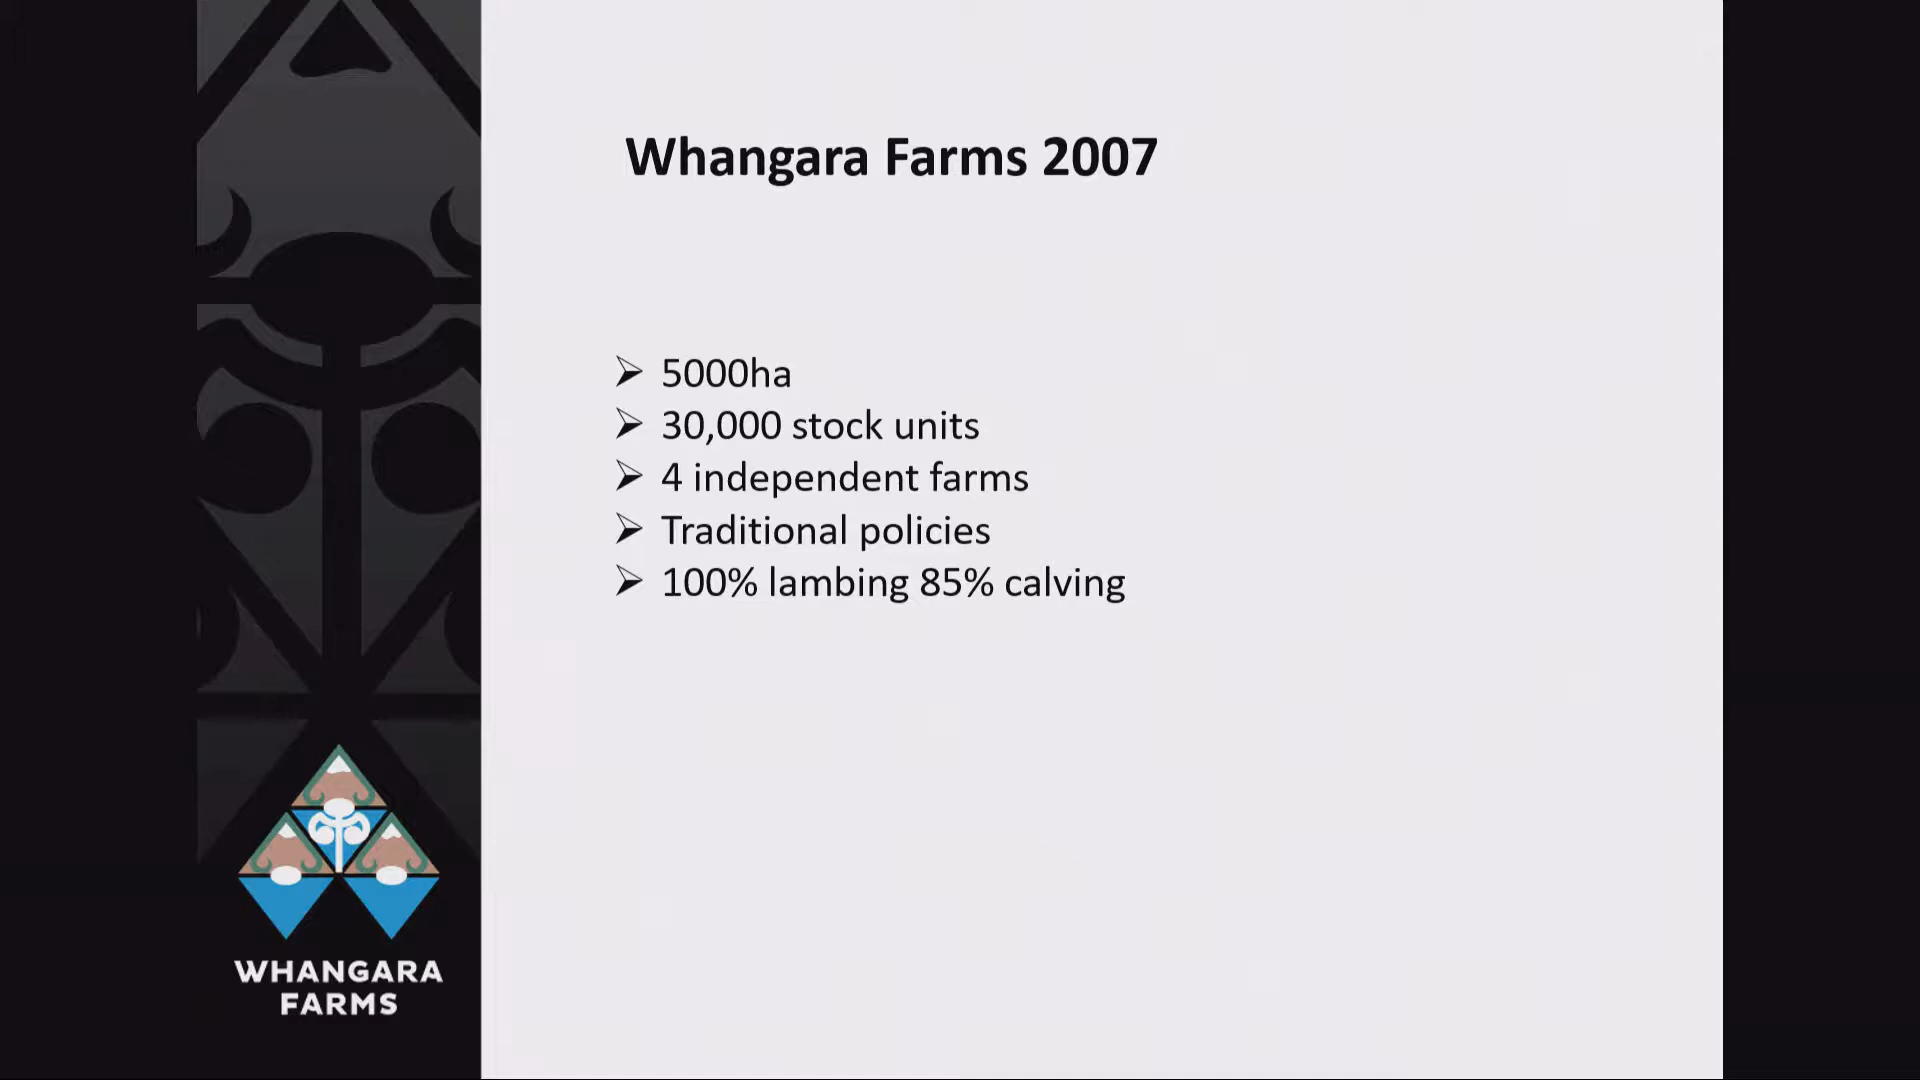 Whangara Farms 2007
5000ha
30,000 stock units
4 independent farms
Traditional policies
100% lambing 85% calving
WHANGARA
FARMS